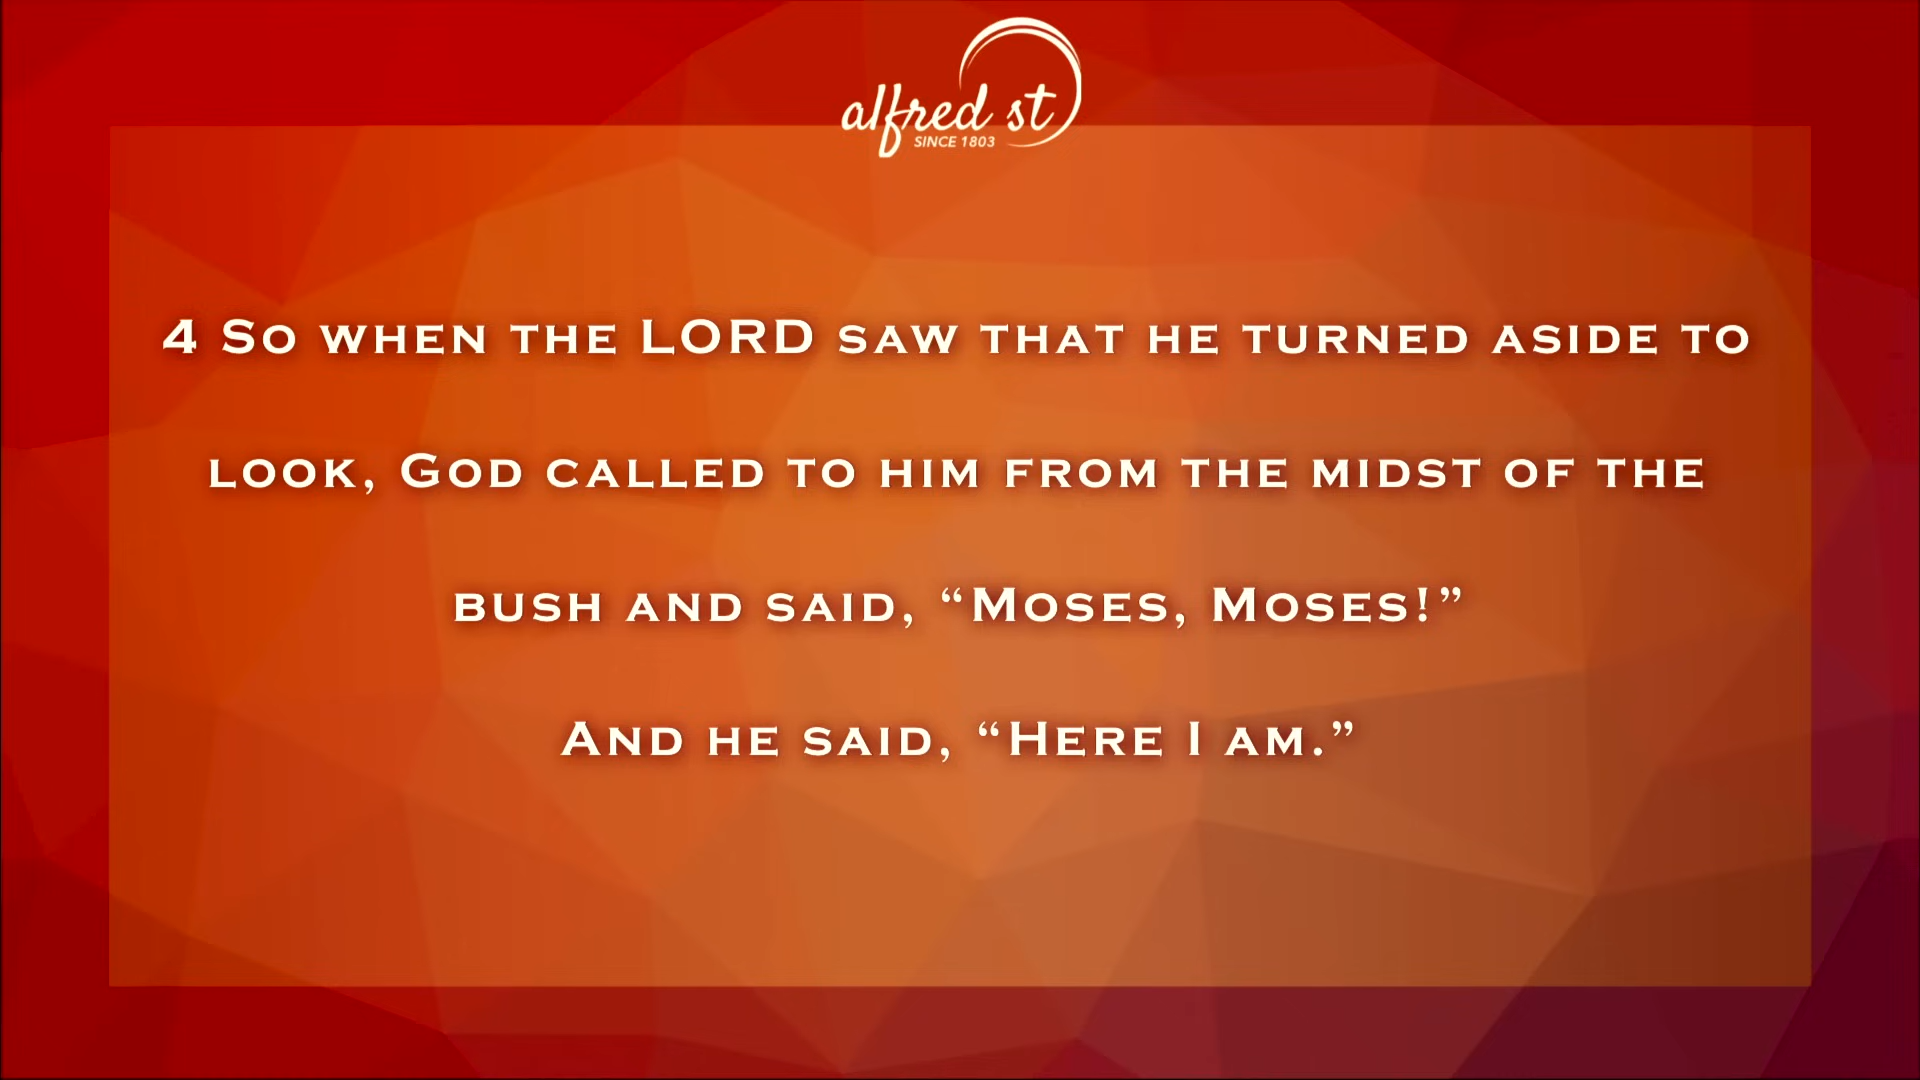 alfred st
SINCE 1803
4 So when the LORD saw that he turned aside to
look, God called to him from the midst of the
bush and said, “Moses, Moses!”
And he said, “Here I am.”